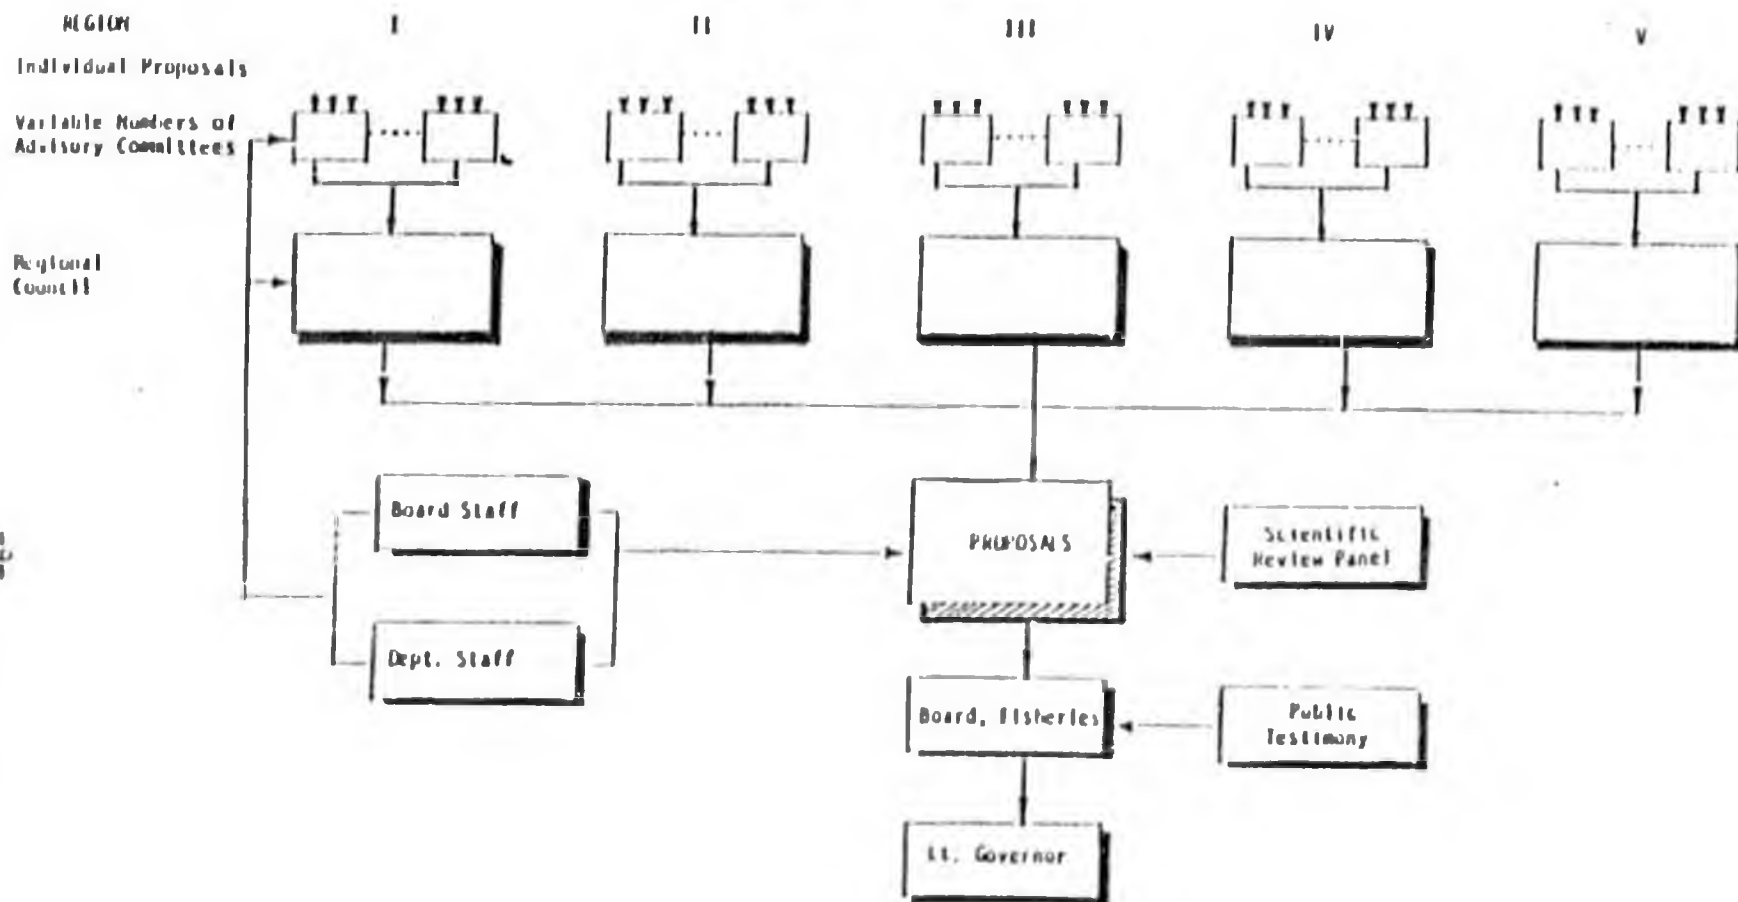 REGION I II III IV V
Individual Proposals
Variable Numbers of
Advisory Committees
Regional
Council
Board Staff
PROPOSALS
Scientific
Review Panel
Dept. Staff
Board, Fisheries
Public
Testimony
Lt. Governor